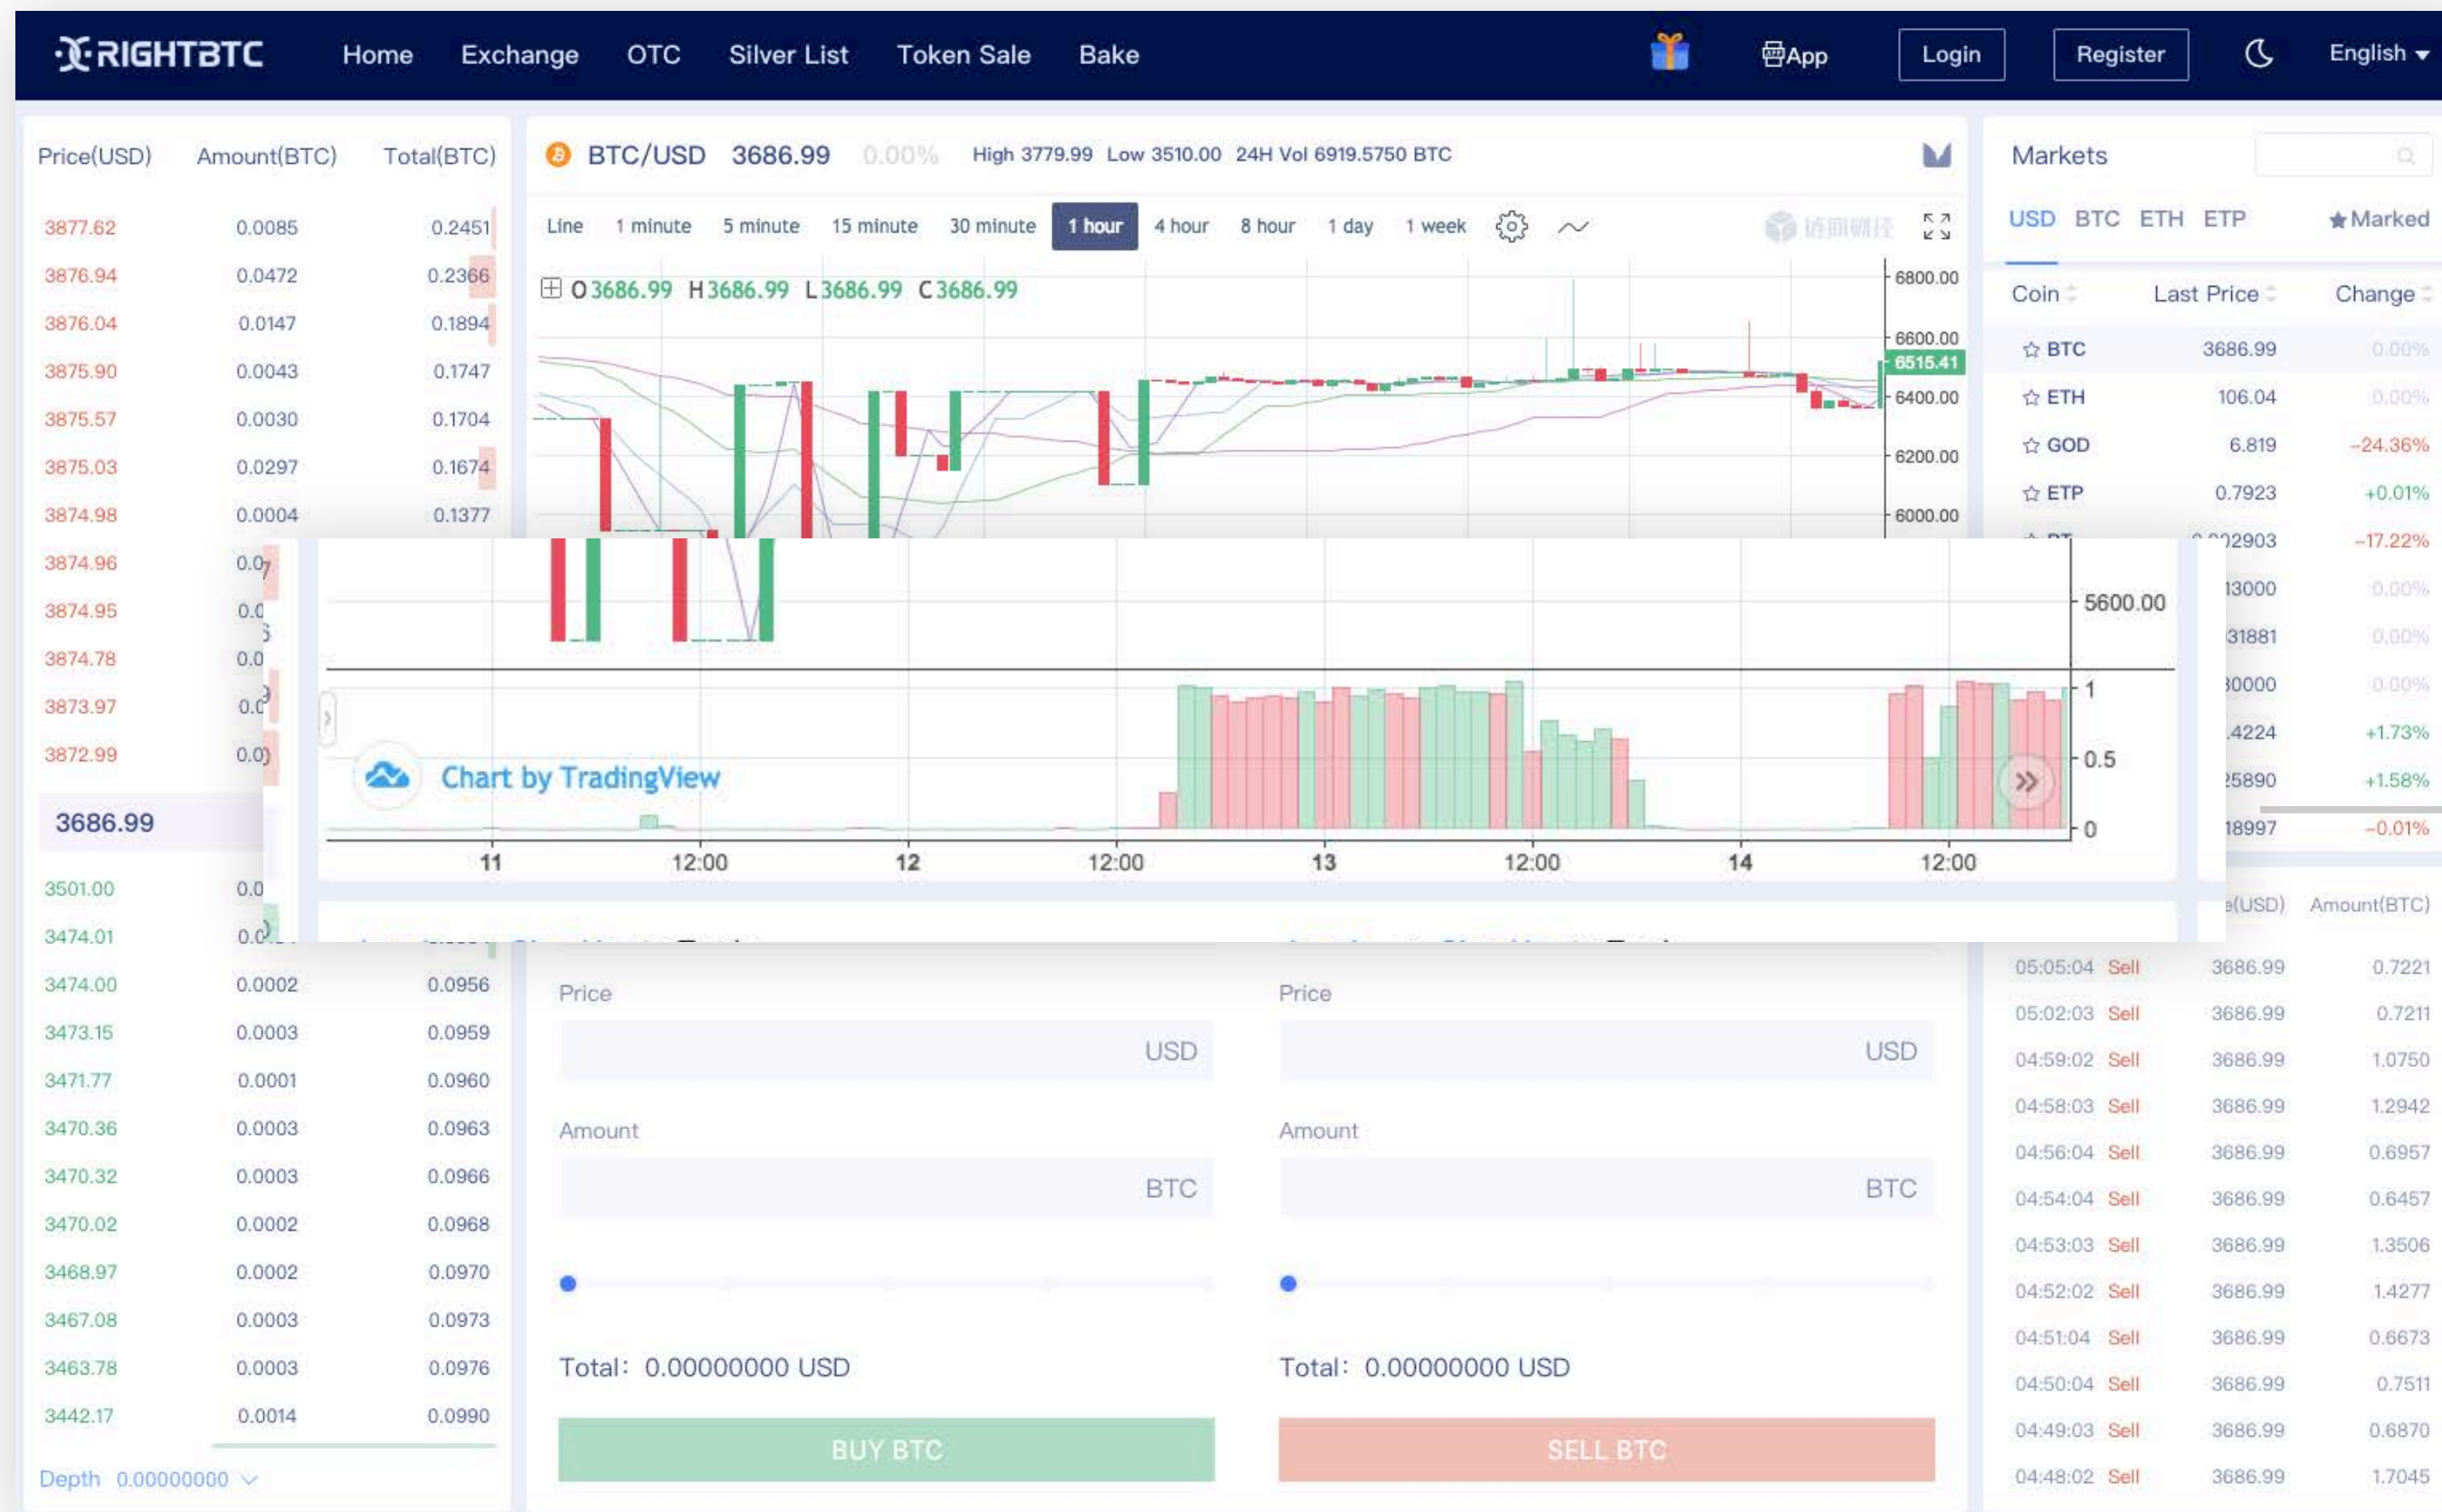 RIGHTBTC Home Exchange OTC Silver List Token Sale Bake App Login Register English
Price(USD) Amount(BTC) Total(BTC)
3877.62 0.0085 0.2451
3876.94 0.0472 0.2366
3876.04 0.0147 0.1894
3875.90 0.0043 0.1747
3875.57 0.0030 0.1704
3875.03 0.0297 0.1674
3874.98 0.0004 0.1377
3874.96
3874.95
3874.78
3873.97
3872.99
3686.99
3501.00
3474.01
3474.00 0.0002 0.0956
3473.15 0.0003 0.0959
3471.77 0.0001 0.0960
3470.36 0.0003 0.0963
3470.32 0.0003 0.0966
3470.02 0.0002 0.0968
3468.97 0.0002 0.0970
3467.08 0.0003 0.0973
3463.78 0.0003 0.0976
3442.17 0.0014 0.0990
Depth 0.00000000
BTC/USD 3686.99 0.00% High 3779.99 Low 3510.00 24H Vol 6919.5750 BTC
Line 1 minute 5 minute 15 minute 30 minute 1 hour 4 hour 8 hour 1 day 1 week
O 3686.99 H 3686.99 L 3686.99 C 3686.99
6800.00
6600.00
6515.41
6400.00
6200.00
6000.00
5600.00
1
0.5
0
Chart by TradingView
11 12:00 12 12:00 13 12:00 14 12:00
Price Price
USD USD
Amount Amount
BTC BTC
Total: 0.00000000 USD Total: 0.00000000 USD
BUY BTC SELL BTC
Markets
USD BTC ETH ETP Marked
Coin Last Price Change
BTC 3686.99 0.00%
ETH 106.04 0.00%
GOD 6.819 -24.36%
ETP 0.7923 +0.01%
-17.22%
0.00%
0.00%
0.00%
+1.73%
+1.58%
-0.01%
Amount(BTC)
05:05:04 Sell 3686.99 0.7221
05:02:03 Sell 3686.99 0.7211
04:59:02 Sell 3686.99 1.0750
04:58:03 Sell 3686.99 1.2942
04:56:04 Sell 3686.99 0.6957
04:54:04 Sell 3686.99 0.6457
04:53:03 Sell 3686.99 1.3506
04:52:02 Sell 3686.99 1.4277
04:51:04 Sell 3686.99 0.6673
04:50:04 Sell 3686.99 0.7511
04:49:03 Sell 3686.99 0.6870
04:48:02 Sell 3686.99 1.7045